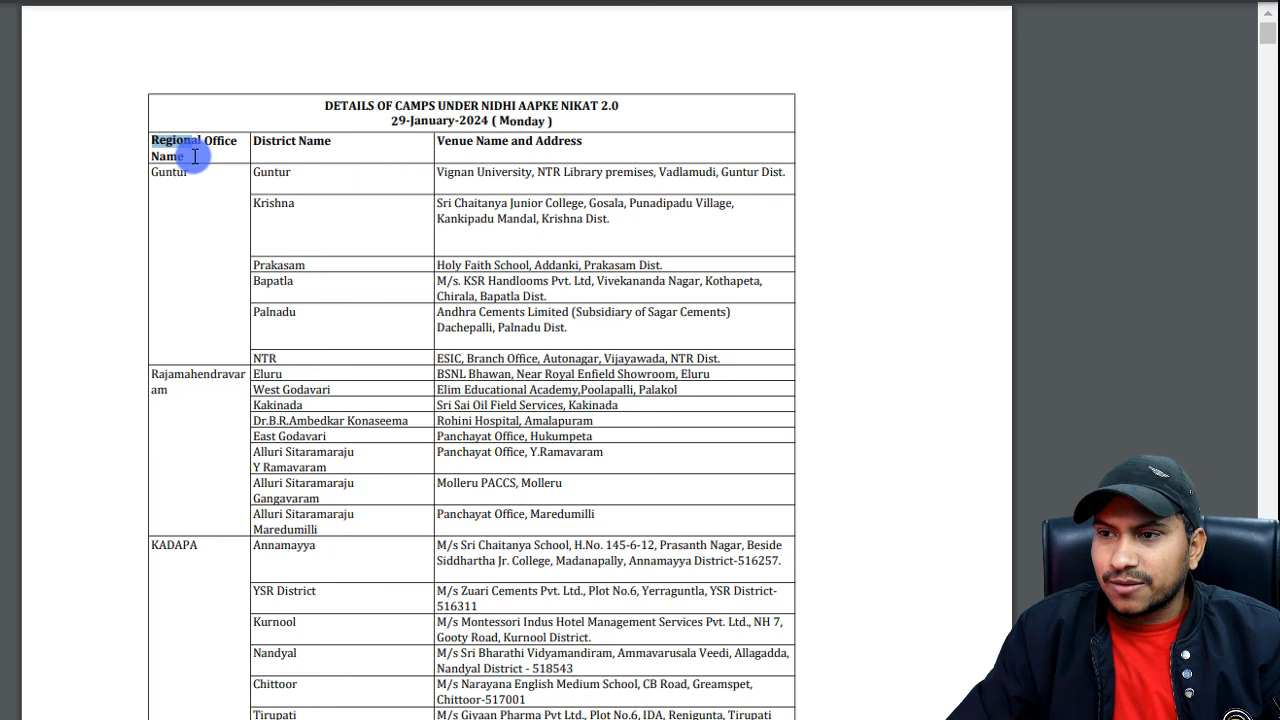 DETAILS OF CAMPS UNDER NIDHI AAPKE NIKAT 2.0
29-January-2024 ( Monday )
Regional Office
Name
District Name
Venue Name and Address
Guntur
Guntur
Vignan University, NTR Library premises, Vadlamudi, Guntur Dist.
Krishna
Sri Chaitanya Junior College, Gosala, Punadipadu Village,
Kankipadu Mandal, Krishna Dist.
Prakasam
Holy Faith School, Addanki, Prakasam Dist.
Bapatla
M/s. KSR Handlooms Pvt. Ltd, Vivekananda Nagar, Kothapeta,
Chirala, Bapatla Dist.
Palnadu
Andhra Cements Limited (Subsidiary of Sagar Cements)
Dachepalli, Palnadu Dist.
NTR
ESIC, Branch Office, Autonagar, Vijayawada, NTR Dist.
Rajamahendravar
am
Eluru
BSNL Bhawan, Near Royal Enfield Showroom, Eluru
West Godavari
Elim Educational Academy,Poolapalli, Palakol
Kakinada
Sri Sai Oil Field Services, Kakinada
Dr.B.R.Ambedkar Konaseema
Rohini Hospital, Amalapuram
East Godavari
Panchayat Office, Hukumpeta
Alluri Sitaramaraju
Y Ramavaram
Panchayat Office, Y.Ramavaram
Alluri Sitaramaraju
Gangavaram
Molleru PACCS, Molleru
Alluri Sitaramaraju
Maredumilli
Panchayat Office, Maredumilli
KADAPA
Annamayya
M/s Sri Chaitanya School, H.No. 145-6-12, Prasanth Nagar, Beside
Siddhartha Jr. College, Madanapally, Annamayya District-516257.
YSR District
M/s Zuari Cements Pvt. Ltd., Plot No.6, Yerraguntla, YSR District-
516311
Kurnool
M/s Montessori Indus Hotel Management Services Pvt. Ltd., NH 7,
Gooty Road, Kurnool District.
Nandyal
M/s Sri Bharathi Vidyamandiram, Ammavarusala Veedi, Allagadda,
Nandyal District - 518543
Chittoor
M/s Narayana English Medium School, CB Road, Greamspet,
Chittoor-517001
Tirupati
M/s Giyaan Pharma Pvt Ltd., Plot No.6, IDA, Renigunta, Tirupati